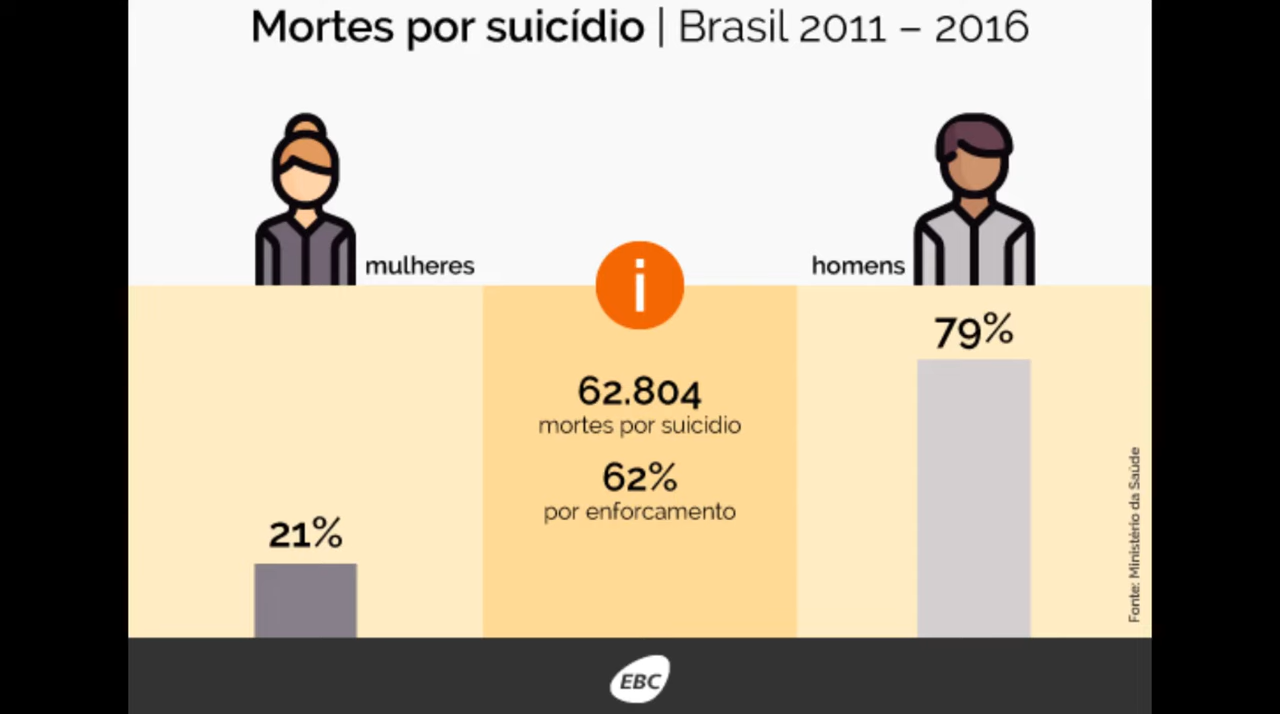 Mortes por suicídio | Brasil 2011 – 2016
mulheres
homens
21%
i
62.804
mortes por suicidio
62%
por enforcamento
79%
Fonte: Ministério da Saúde
EBC